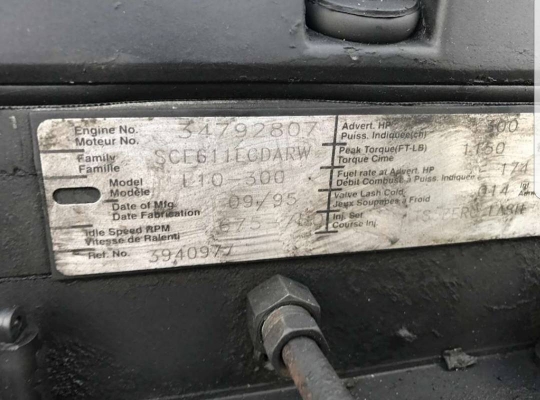 Engine No. 34792807
Moteur No.
Family SCE611EGDARW
Famille
Model L10 300
Modèle
Date of Mfg. 09/95
Date Fabrication
Idle Speed RPM 675
Vitesse de Ralenti
Ref. No. 3940977
Advert. HP 300
Puiss. Indiquée(ch)
Peak Torque(FT-LB) 1150
Torque Cime
Fuel rate at Advert. HP 174
Débit Combust. à Puiss. Indiquée
Valve Lash Cold .014
Jeux Soupapes à Froid
Inj. Set
Course Inj.